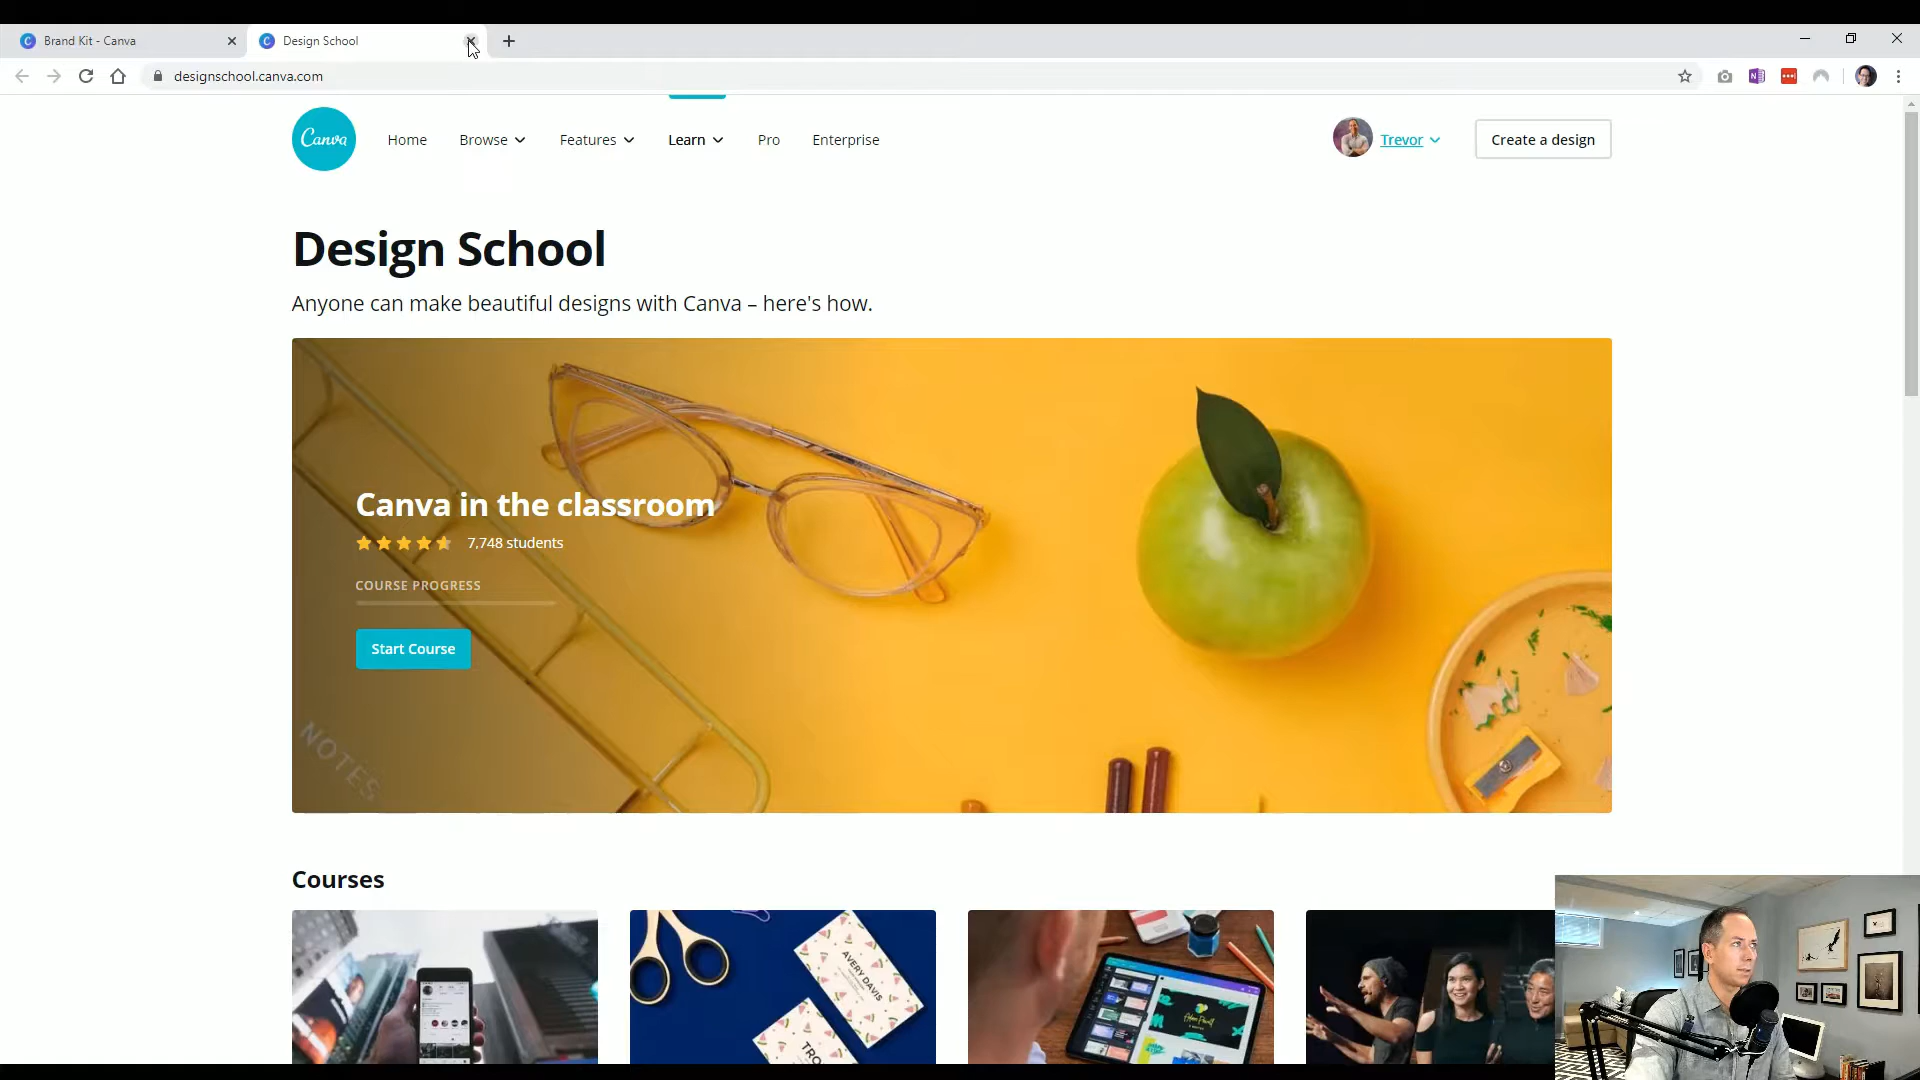 Brand Kit - Canva
Design School
designschool.canva.com
Canva
Home
Browse
Features
Learn
Pro
Enterprise
Trevor
Create a design
Design School
Anyone can make beautiful designs with Canva – here's how.
Canva in the classroom
7,748 students
COURSE PROGRESS
Start Course
NOTES
Courses
AVERY DAVIS